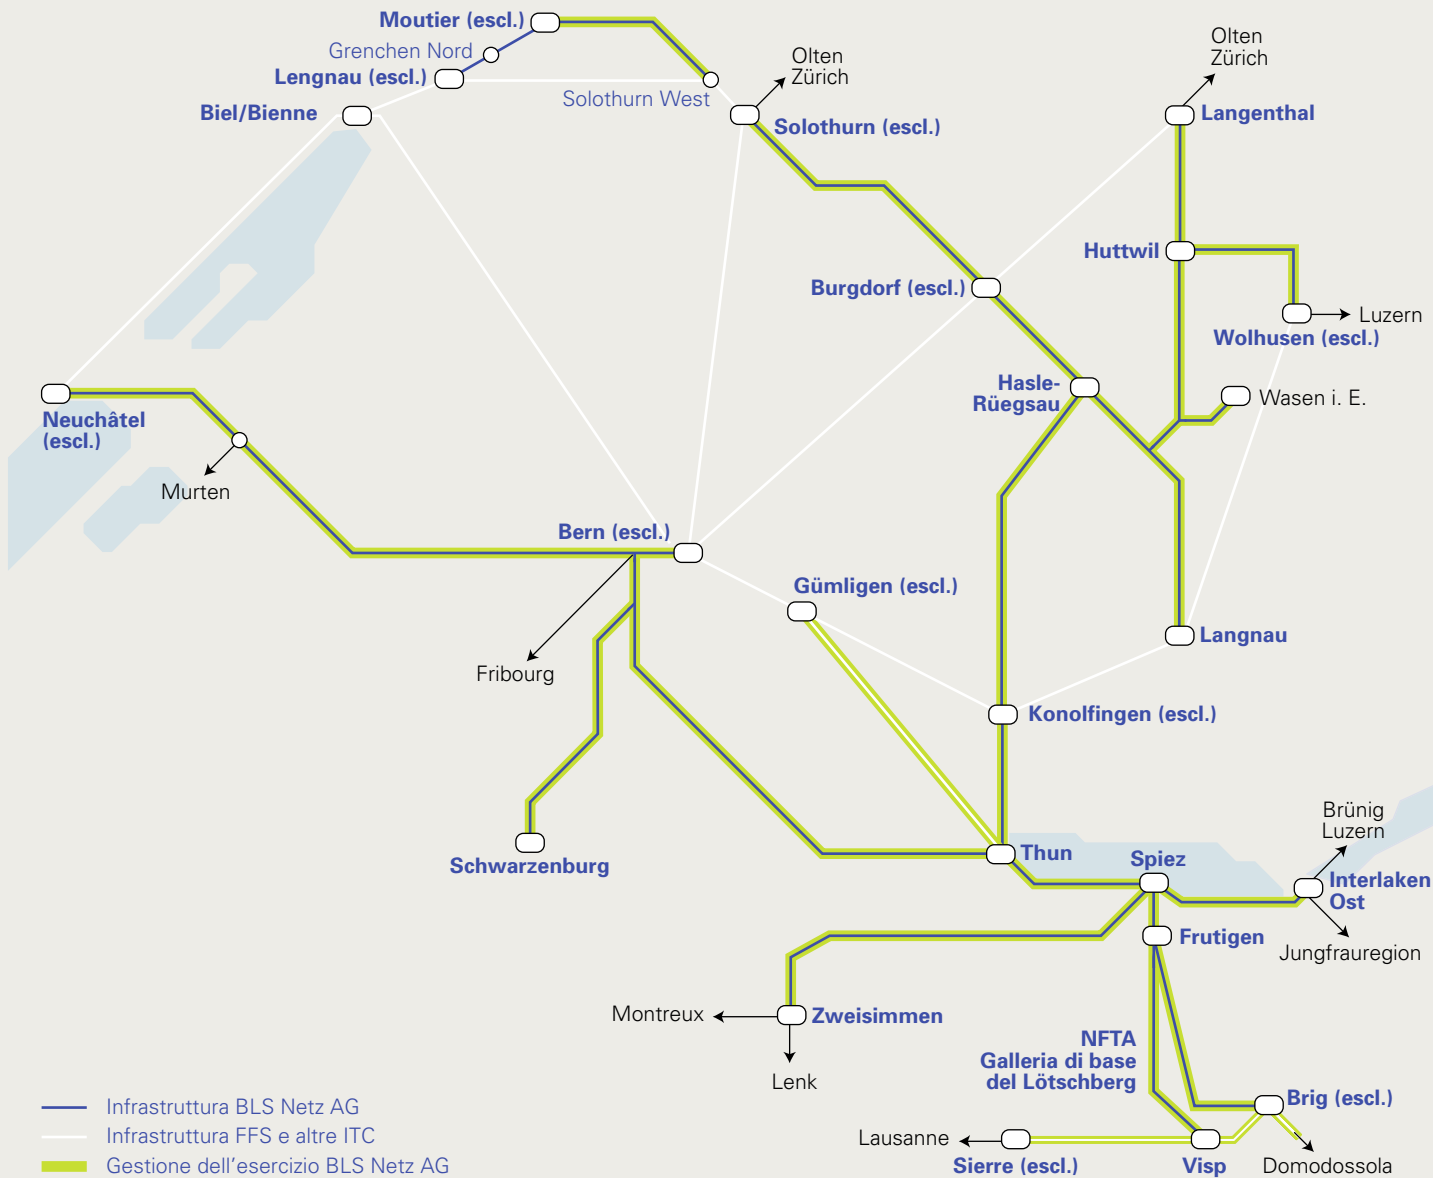 Moutier (escl.)
Grenchen Nord
Lengnau (escl.)
Biel/Bienne
Solothurn West
Olten
Zürich
Solothurn (escl.)
Olten
Zürich
Langenthal
Huttwil
Burgdorf (escl.)
Luzern
Wolhusen (escl.)
Hasle-
Rüegsau
Wasen i. E.
Neuchâtel
(escl.)
Murten
Bern (escl.)
Gümligen (escl.)
Langnau
Fribourg
Konolfingen (escl.)
Schwarzenburg
Thun
Spiez
Brünig
Luzern
Interlaken
Ost
Frutigen
Jungfrauregion
Montreux
Zweisimmen
Lenk
NFTA
Galleria di base
del Lötschberg
Brig (escl.)
Lausanne
Sierre (escl.)
Visp
Domodossola
Infrastruttura BLS Netz AG
Infrastruttura FFS e altre ITC
Gestione dell'esercizio BLS Netz AG